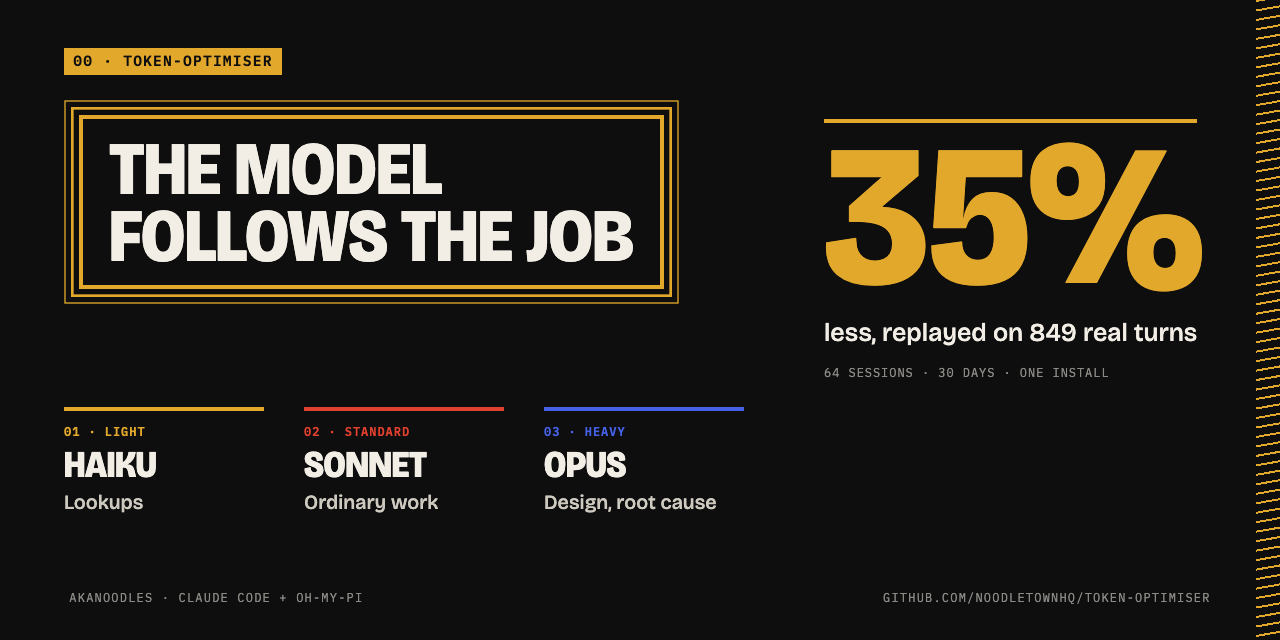 00 · TOKEN-OPTIMISER
THE MODEL
FOLLOWS THE JOB
35%
less, replayed on 849 real turns
64 SESSIONS · 30 DAYS · ONE INSTALL
01 · LIGHT
HAIKU
Lookups
02 · STANDARD
SONNET
Ordinary work
03 · HEAVY
OPUS
Design, root cause
AKANOODLES · CLAUDE CODE + OH-MY-PI
GITHUB.COM/NOODLETOWNHQ/TOKEN-OPTIMISER